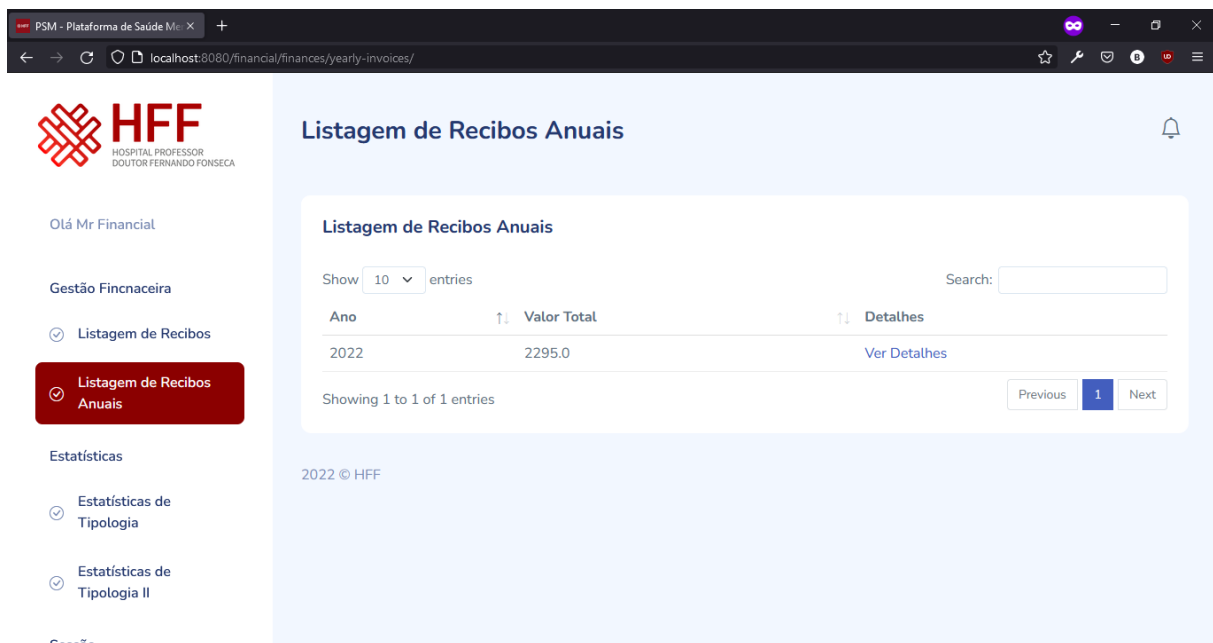 PSM - Plataforma de Saúde Me
localhost:8080/financial/finances/yearly-invoices/
HFF
HOSPITAL PROFESSOR
DOUTOR FERNANDO FONSECA
Olá Mr Financial
Gestão Fincnaceira
Listagem de Recibos
Listagem de Recibos
Anuais
Estatísticas
Estatísticas de
Tipologia
Estatísticas de
Tipologia II
Listagem de Recibos Anuais
Listagem de Recibos Anuais
Show 10 entries
Search:
Ano Valor Total Detalhes
2022 2295.0 Ver Detalhes
Showing 1 to 1 of 1 entries
Previous 1 Next
2022 © HFF